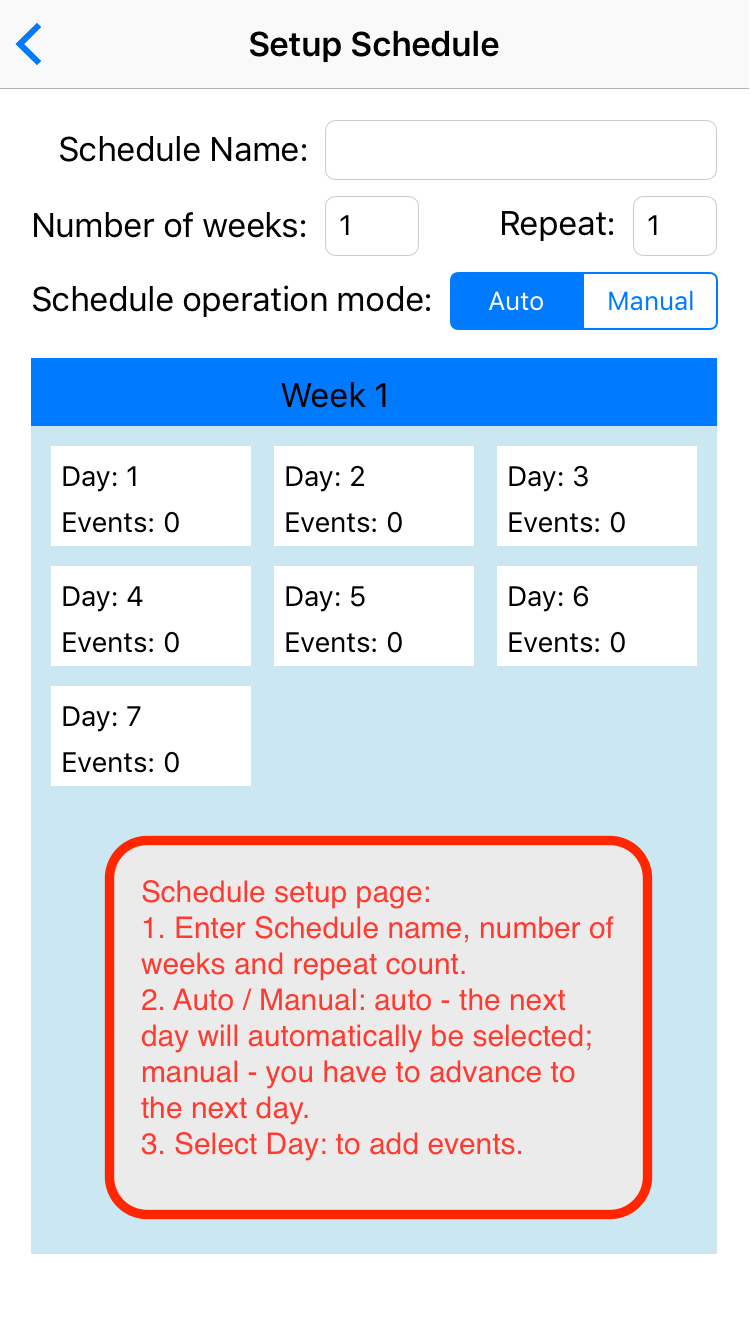 Setup Schedule
Schedule Name:
Number of weeks: 1 Repeat: 1
Schedule operation mode: Auto Manual
Week 1
Day: 1 Day: 2 Day: 3
Events: 0 Events: 0 Events: 0
Day: 4 Day: 5 Day: 6
Events: 0 Events: 0 Events: 0
Day: 7
Events: 0
Schedule setup page:
1. Enter Schedule name, number of
weeks and repeat count.
2. Auto / Manual: auto - the next
day will automatically be selected;
manual - you have to advance to
the next day.
3. Select Day: to add events.